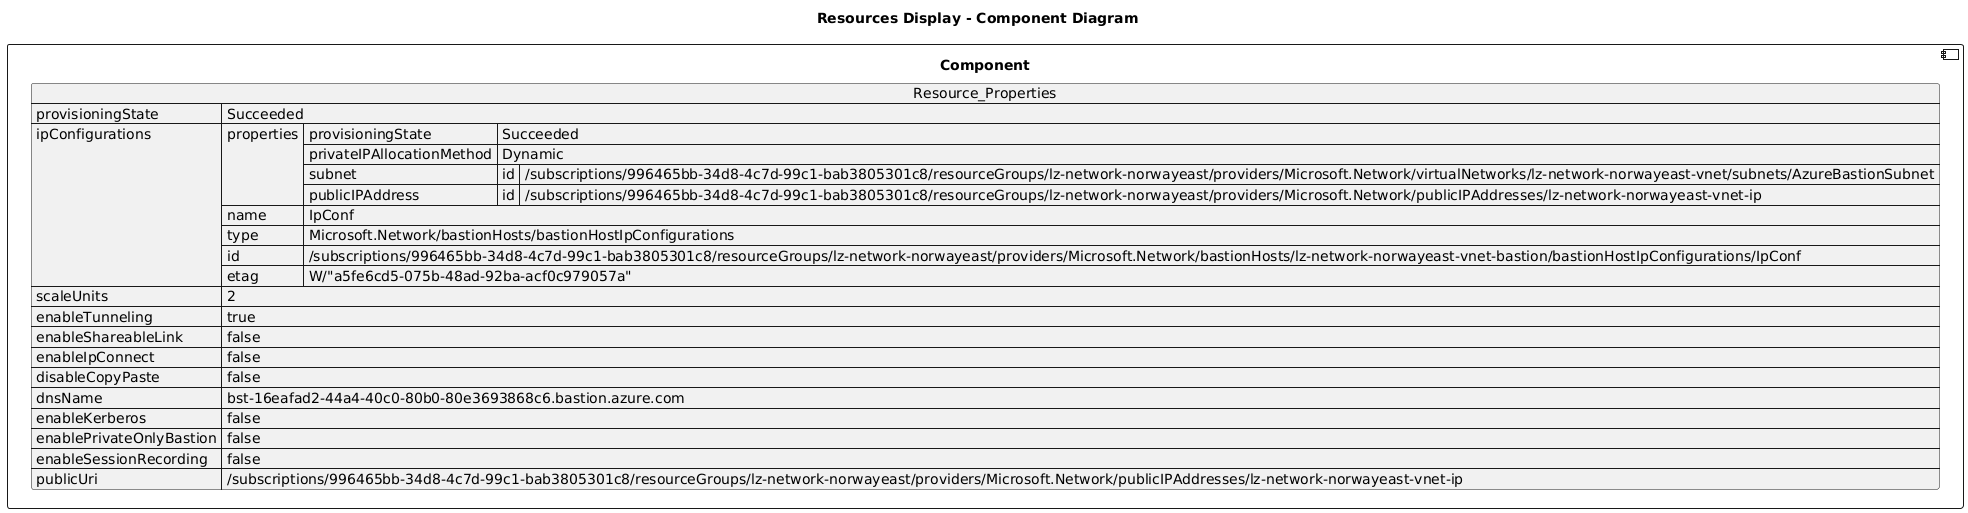 Resources Display - Component Diagram
Component
Resource_Properties
provisioningState Succeeded
ipConfigurations properties provisioningState Succeeded
privateIPAllocationMethod Dynamic
subnet id /subscriptions/996465bb-34d8-4c7d-99c1-bab3805301c8/resourceGroups/lz-network-norwayeast/providers/Microsoft.Network/virtualNetworks/lz-network-norwayeast-vnet/subnets/AzureBastionSubnet
publicIPAddress id /subscriptions/996465bb-34d8-4c7d-99c1-bab3805301c8/resourceGroups/lz-network-norwayeast/providers/Microsoft.Network/publicIPAddresses/lz-network-norwayeast-vnet-ip
name IpConf
type Microsoft.Network/bastionHosts/bastionHostIpConfigurations
id /subscriptions/996465bb-34d8-4c7d-99c1-bab3805301c8/resourceGroups/lz-network-norwayeast/providers/Microsoft.Network/bastionHosts/lz-network-norwayeast-vnet-bastion/bastionHostIpConfigurations/IpConf
etag W/"a5fe6cd5-075b-48ad-92ba-acf0c979057a"
scaleUnits 2
enableTunneling true
enableShareableLink false
enableIpConnect false
disableCopyPaste false
dnsName bst-16eafad2-44a4-40c0-80b0-80e3693868c6.bastion.azure.com
enableKerberos false
enablePrivateOnlyBastion false
enableSessionRecording false
publicUri /subscriptions/996465bb-34d8-4c7d-99c1-bab3805301c8/resourceGroups/lz-network-norwayeast/providers/Microsoft.Network/publicIPAddresses/lz-network-norwayeast-vnet-ip